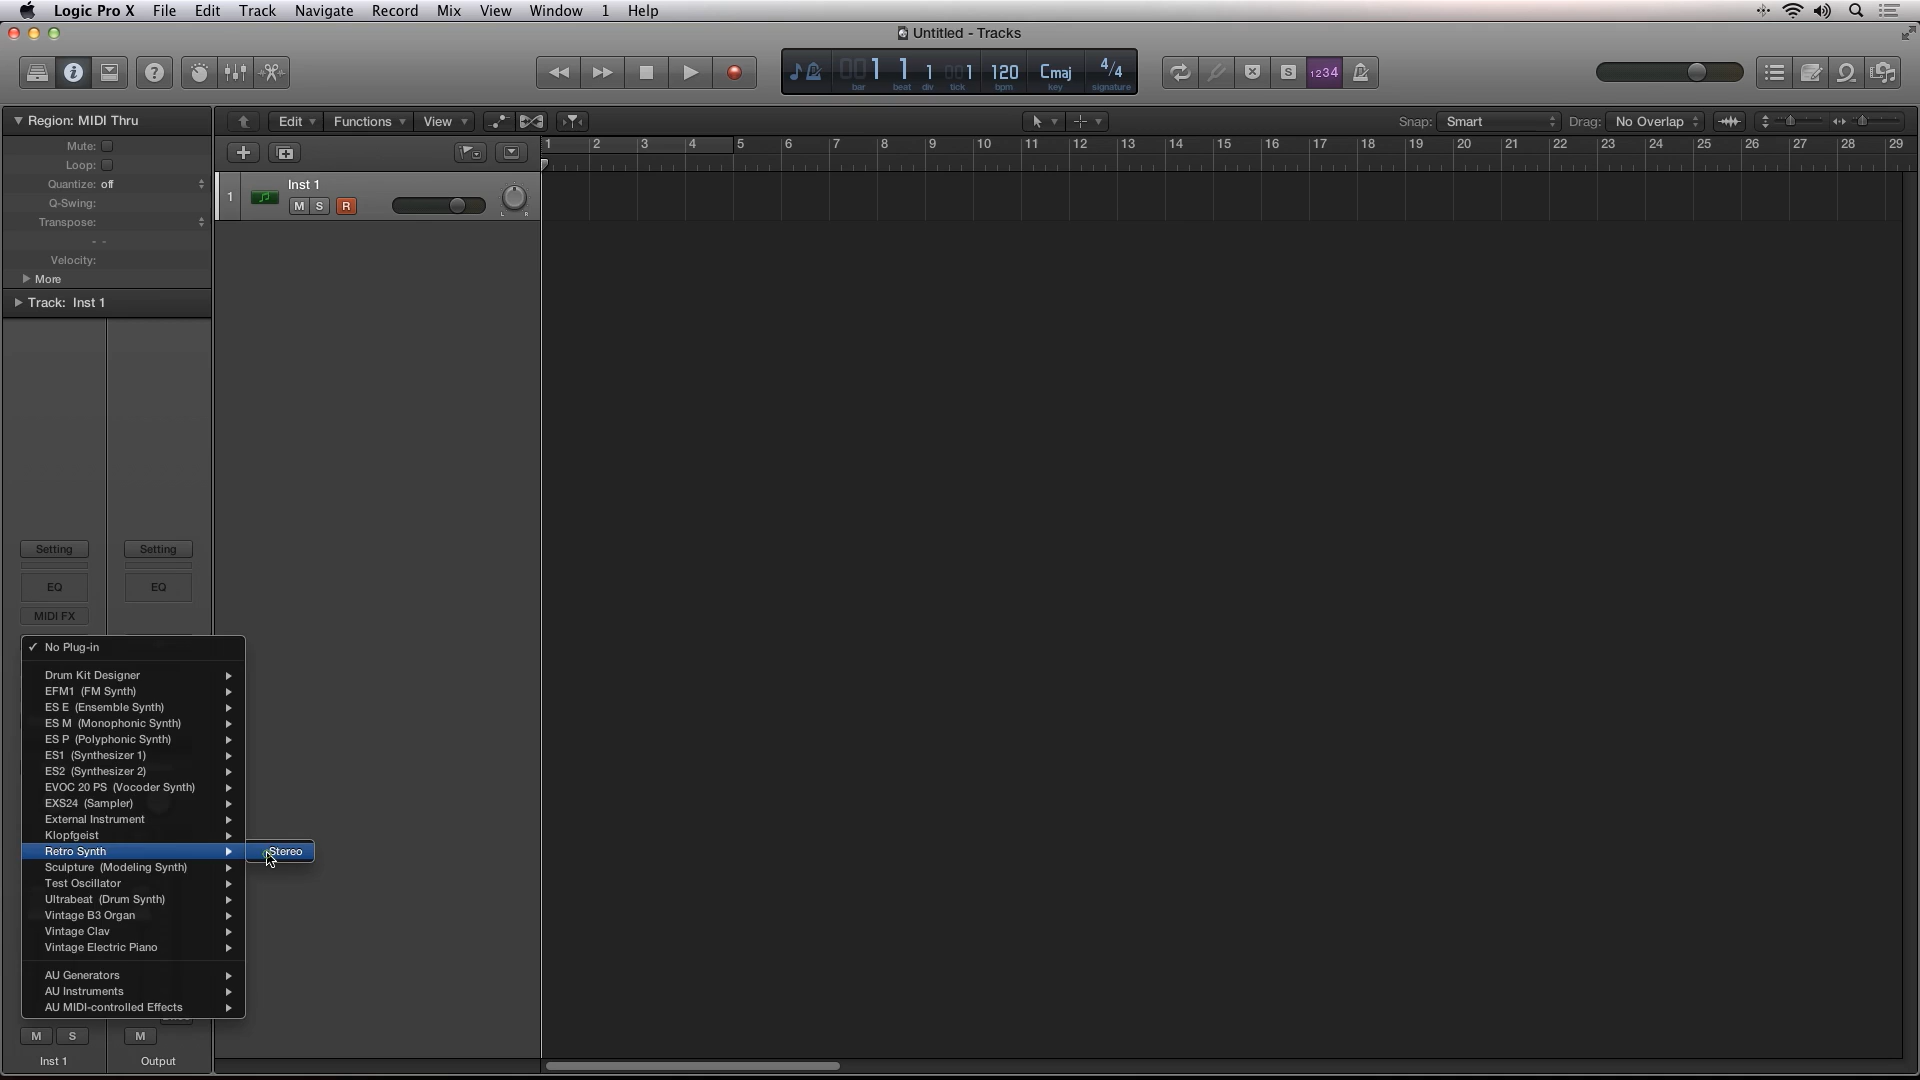 Logic Pro X File Edit Track Navigate Record Mix View Window 1 Help
Untitled - Tracks
1 1 1 1 120 Cmaj 4/4
bar beat div tick bpm key signature
S 1234
Region: MIDI Thru
Edit Functions View
Snap: Smart Drag: No Overlap
Mute:
Loop:
Quantize: off
Q-Swing:
Transpose:
- -
Velocity:
More
Track: Inst 1
1 2 3 4 5 6 7 8 9 10 11 12 13 14 15 16 17 18 19 20 21 22 23 24 25 26 27 28 29
1 Inst 1
M S R
L R
Setting Setting
EQ EQ
MIDI FX
✓ No Plug-in
Drum Kit Designer
EFM1 (FM Synth)
ES E (Ensemble Synth)
ES M (Monophonic Synth)
ES P (Polyphonic Synth)
ES1 (Synthesizer 1)
ES2 (Synthesizer 2)
EVOC 20 PS (Vocoder Synth)
EXS24 (Sampler)
External Instrument
Klopfgeist
Retro Synth
Stereo
Sculpture (Modeling Synth)
Test Oscillator
Ultrabeat (Drum Synth)
Vintage B3 Organ
Vintage Clav
Vintage Electric Piano
AU Generators
AU Instruments
AU MIDI-controlled Effects
M S M
Inst 1 Output